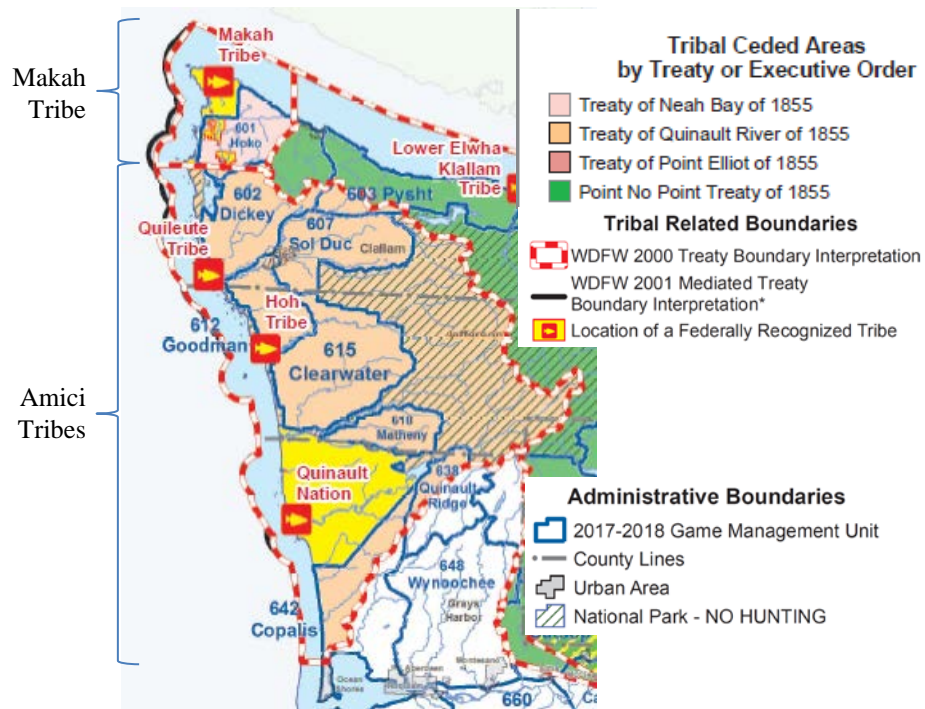 Makah
Tribe
Amici
Tribes
Makah
Tribe
601
Hoko
Lower Elwha
Klallam
Tribe
602
Dickey
603 Pysht
607
Sol Duc
Clallam
Quileute
Tribe
Hoh
Tribe
612
Goodman
615
Clearwater
618
Matheny
Quinault
Nation
638
Quinault
Ridge
648
Wynoochee
Grays
Harbor
642
Copalis
Ocean
Shores
Aberdeen
660
Tribal Ceded Areas
by Treaty or Executive Order
Treaty of Neah Bay of 1855
Treaty of Quinault River of 1855
Treaty of Point Elliot of 1855
Point No Point Treaty of 1855
Tribal Related Boundaries
WDFW 2000 Treaty Boundary Interpretation
WDFW 2001 Mediated Treaty
Boundary Interpretation*
Location of a Federally Recognized Tribe
Administrative Boundaries
2017-2018 Game Management Unit
County Lines
Urban Area
National Park - NO HUNTING